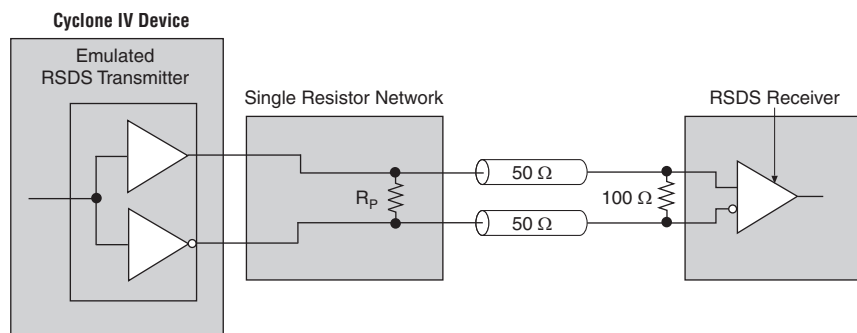 Cyclone IV Device
Emulated
RSDS Transmitter
Single Resistor Network
RSDS Receiver
50 Ω
R_P
100 Ω
50 Ω